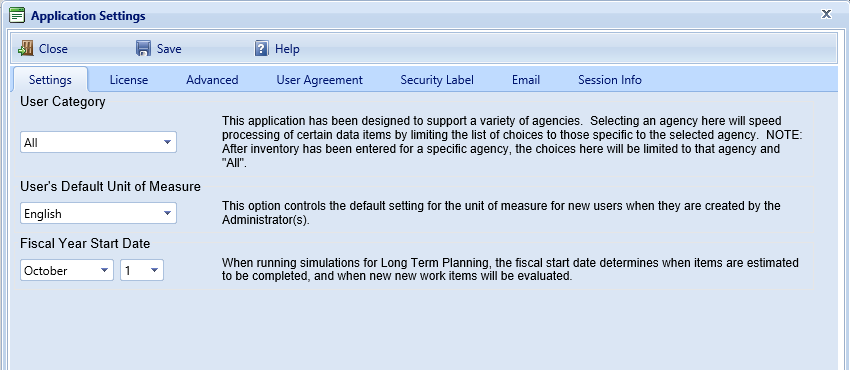 Application Settings
Close Save Help
Settings License Advanced User Agreement Security Label Email Session Info
User Category
All
This application has been designed to support a variety of agencies. Selecting an agency here will speed
processing of certain data items by limiting the list of choices to those specific to the selected agency. NOTE:
After inventory has been entered for a specific agency, the choices here will be limited to that agency and
"All".
User's Default Unit of Measure
English
This option controls the default setting for the unit of measure for new users when they are created by the
Administrator(s).
Fiscal Year Start Date
October 1
When running simulations for Long Term Planning, the fiscal start date determines when items are estimated
to be completed, and when new new work items will be evaluated.